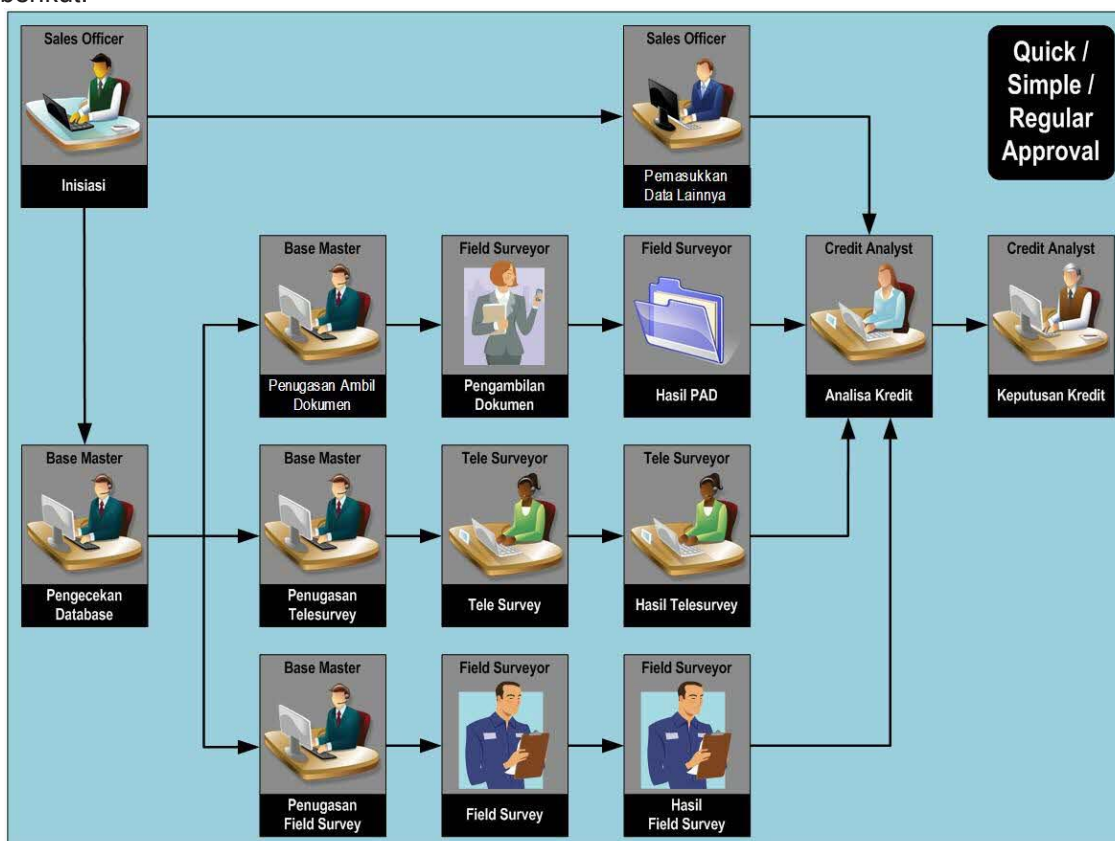 berikut:
Sales Officer
Inisiasi
Sales Officer
Pemasukkan
Data Lainnya
Quick /
Simple /
Regular
Approval
Base Master
Penugasan Ambil
Dokumen
Field Surveyor
Pengambilan
Dokumen
Field Surveyor
Hasil PAD
Credit Analyst
Analisa Kredit
Credit Analyst
Keputusan Kredit
Base Master
Pengecekan
Database
Base Master
Penugasan
Telesurvey
Tele Surveyor
Tele Survey
Tele Surveyor
Hasil Telesurvey
Base Master
Penugasan
Field Survey
Field Surveyor
Field Survey
Field Surveyor
Hasil
Field Survey